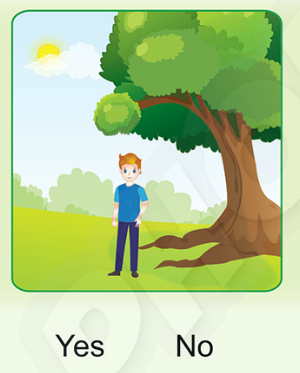 Yes No